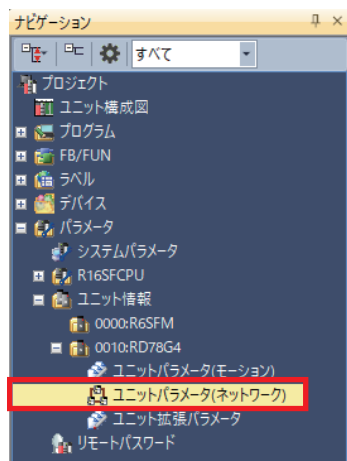 ナビゲーション
すべて
プロジェクト
ユニット構成図
プログラム
FB/FUN
ラベル
デバイス
パラメータ
システムパラメータ
R16SFCPU
ユニット情報
0000:R6SFM
0010:RD78G4
ユニットパラメータ(モーション)
ユニットパラメータ(ネットワーク)
ユニット拡張パラメータ
リモートパスワード